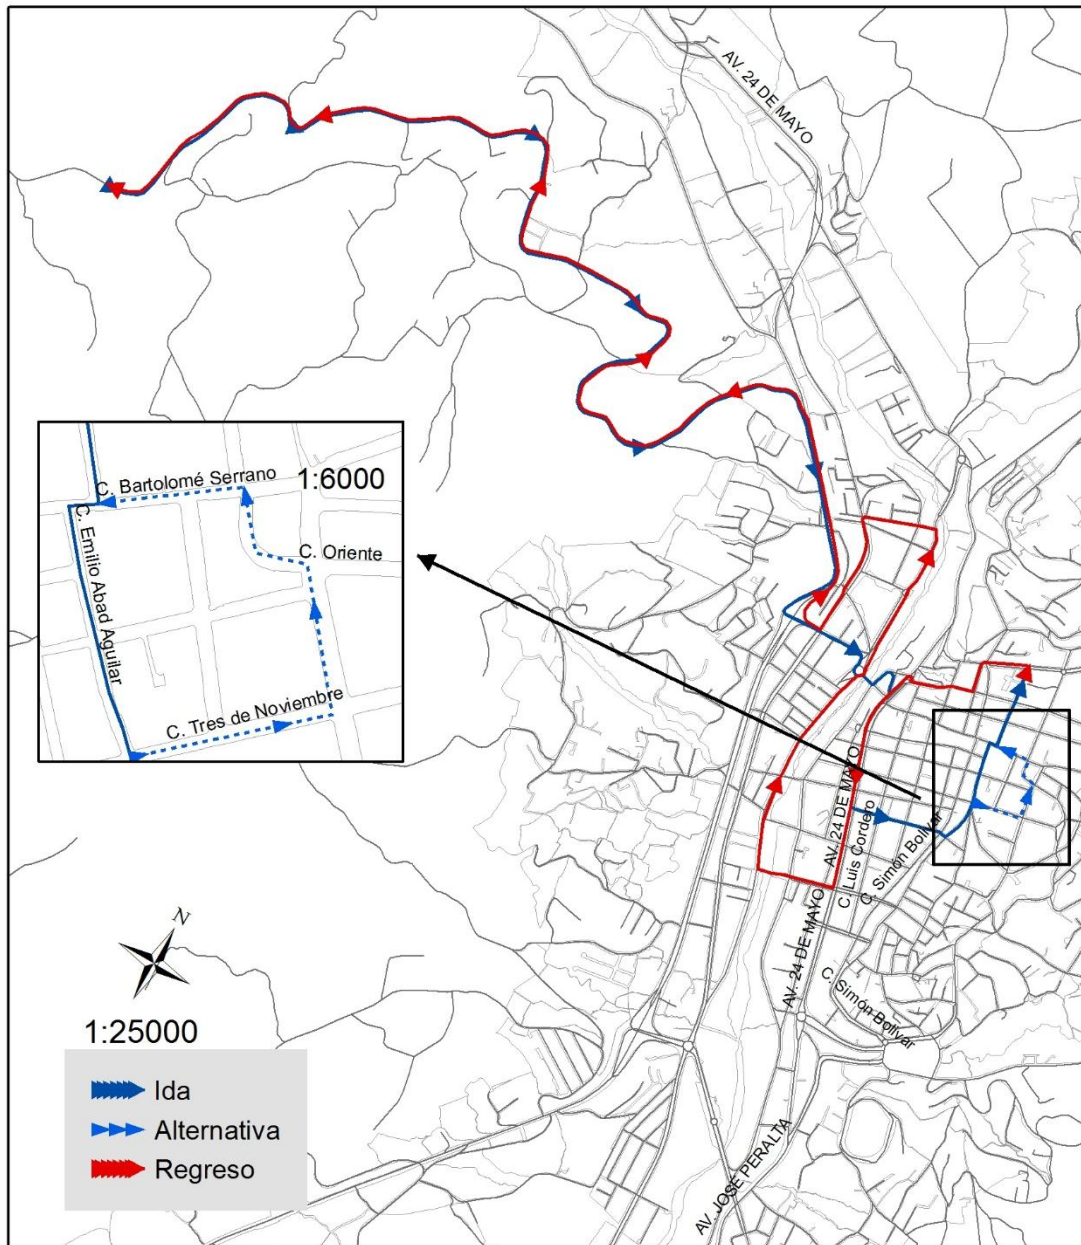 AV. 24 DE MAYO
C. Bartolomé Serrano
1:6000
C. Oriente
C. Emilio Abad Aguilar
C. Tres de Noviembre
AV. 24 DE MAYO
C. Luis Cordero
C. Simón Bolívar
AV. 24 DE MAYO
C. Simón Bolívar
N
1:25000
Ida
Alternativa
Regreso
AV. JOSE PERALTA